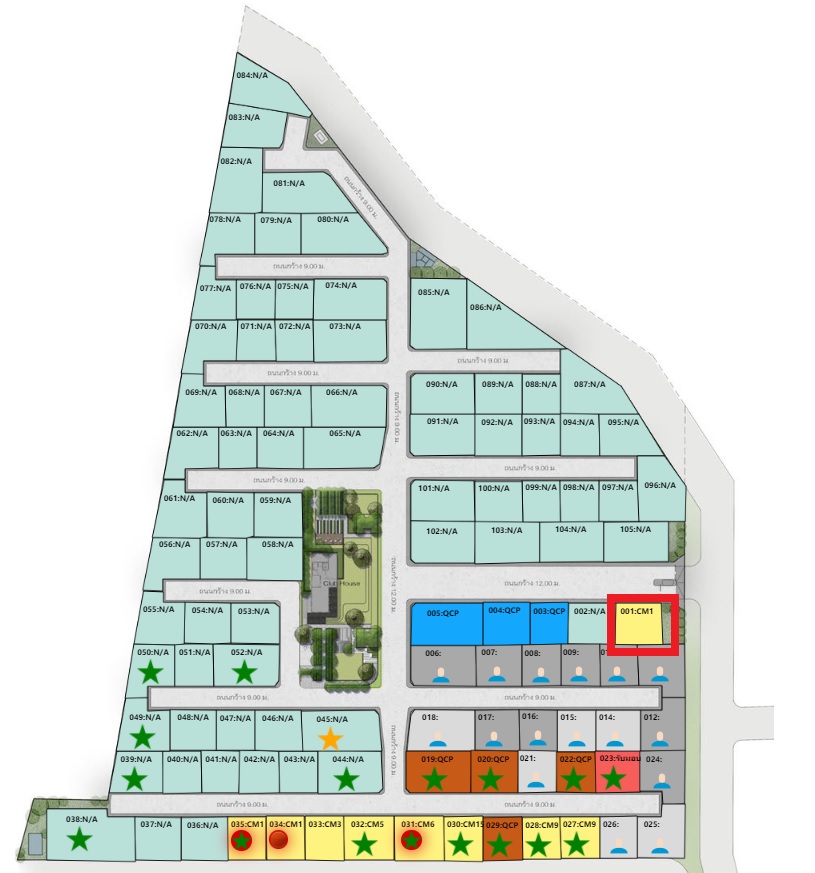 084:N/A
083:N/A
082:N/A
081:N/A
ถนนกว้าง 9.00 ม.
078:N/A
079:N/A
080:N/A
ถนนกว้าง 9.00 ม.
077:N/A
076:N/A
075:N/A
074:N/A
085:N/A
086:N/A
070:N/A
071:N/A
072:N/A
073:N/A
ถนนกว้าง 9.00 ม.
ถนนกว้าง 9.00 ม.
069:N/A
068:N/A
067:N/A
066:N/A
090:N/A
089:N/A
088:N/A
087:N/A
ถนนกว้าง 9.00 ม.
062:N/A
063:N/A
064:N/A
065:N/A
091:N/A
092:N/A
093:N/A
094:N/A
095:N/A
ถนนกว้าง 9.00 ม.
ถนนกว้าง 9.00 ม.
061:N/A
060:N/A
059:N/A
101:N/A
100:N/A
099:N/A
098:N/A
097:N/A
096:N/A
056:N/A
057:N/A
058:N/A
102:N/A
103:N/A
104:N/A
105:N/A
ถนนกว้าง 9.00 ม.
Club House
ถนนกว้าง 12.00 ม.
ถนนกว้าง 12.00 ม.
055:N/A
054:N/A
053:N/A
005:QCP
004:QCP
003:QCP
002:N/A
001:CM1
050:N/A
051:N/A
052:N/A
006:
007:
008:
009:
ถนนกว้าง 9.00 ม.
ถนนกว้าง 9.00 ม.
049:N/A
048:N/A
047:N/A
046:N/A
045:N/A
018:
017:
016:
015:
014:
012:
ถนนกว้าง 9.00 ม.
039:N/A
040:N/A
041:N/A
042:N/A
043:N/A
044:N/A
019:QCP
020:QCP
021:
022:QCP
023:รับมอบ
024:
ถนนกว้าง 9.00 ม.
ถนนกว้าง 9.00 ม.
038:N/A
037:N/A
036:N/A
035:CM1
034:CM1
033:CM3
032:CM5
031:CM6
030:CM15
029:QCP
028:CM9
027:CM9
026:
025: